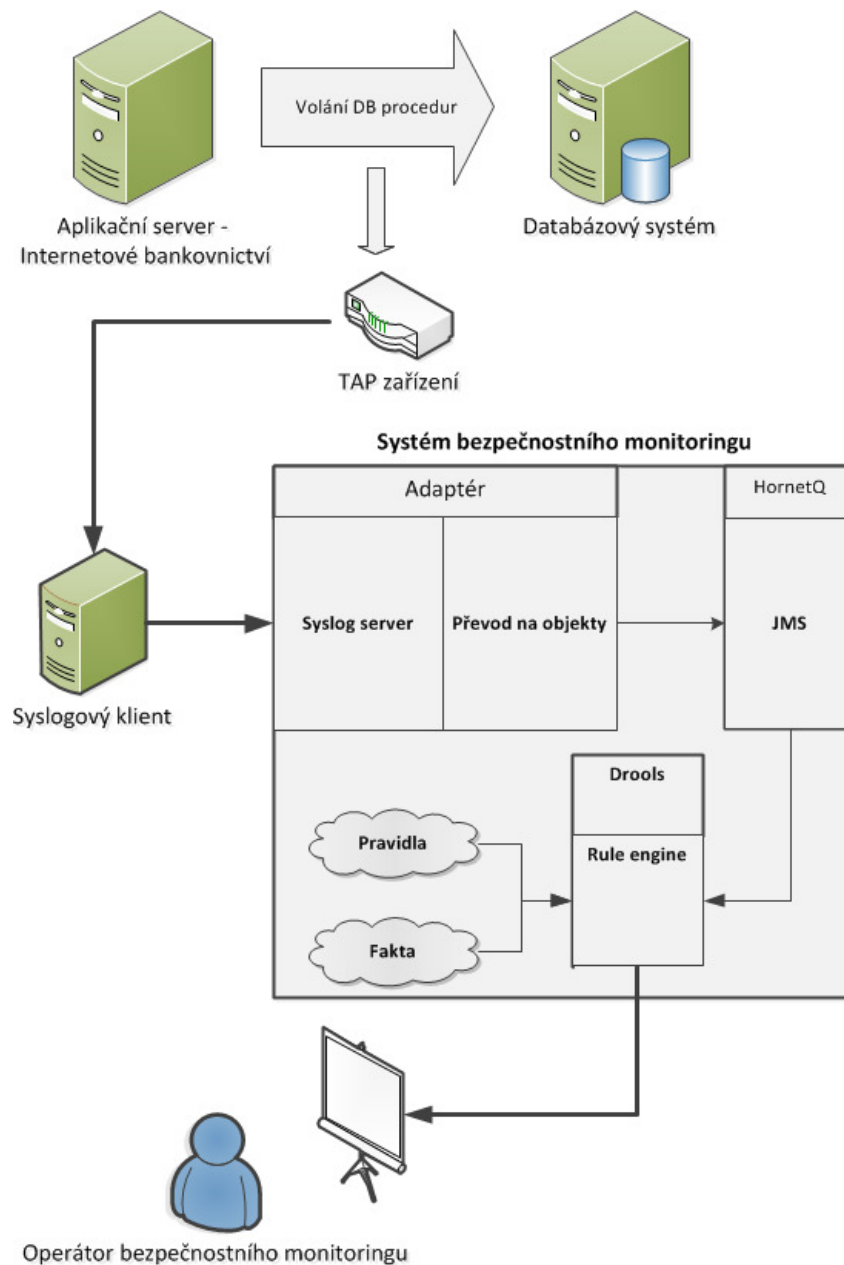 Volání DB procedur
Aplikační server -
Internetové bankovnictví
Databázový systém
TAP zařízení
Systém bezpečnostního monitoringu
Adaptér
HornetQ
Syslog server
Převod na objekty
JMS
Syslogový klient
Drools
Pravidla
Rule engine
Fakta
Operátor bezpečnostního monitoringu